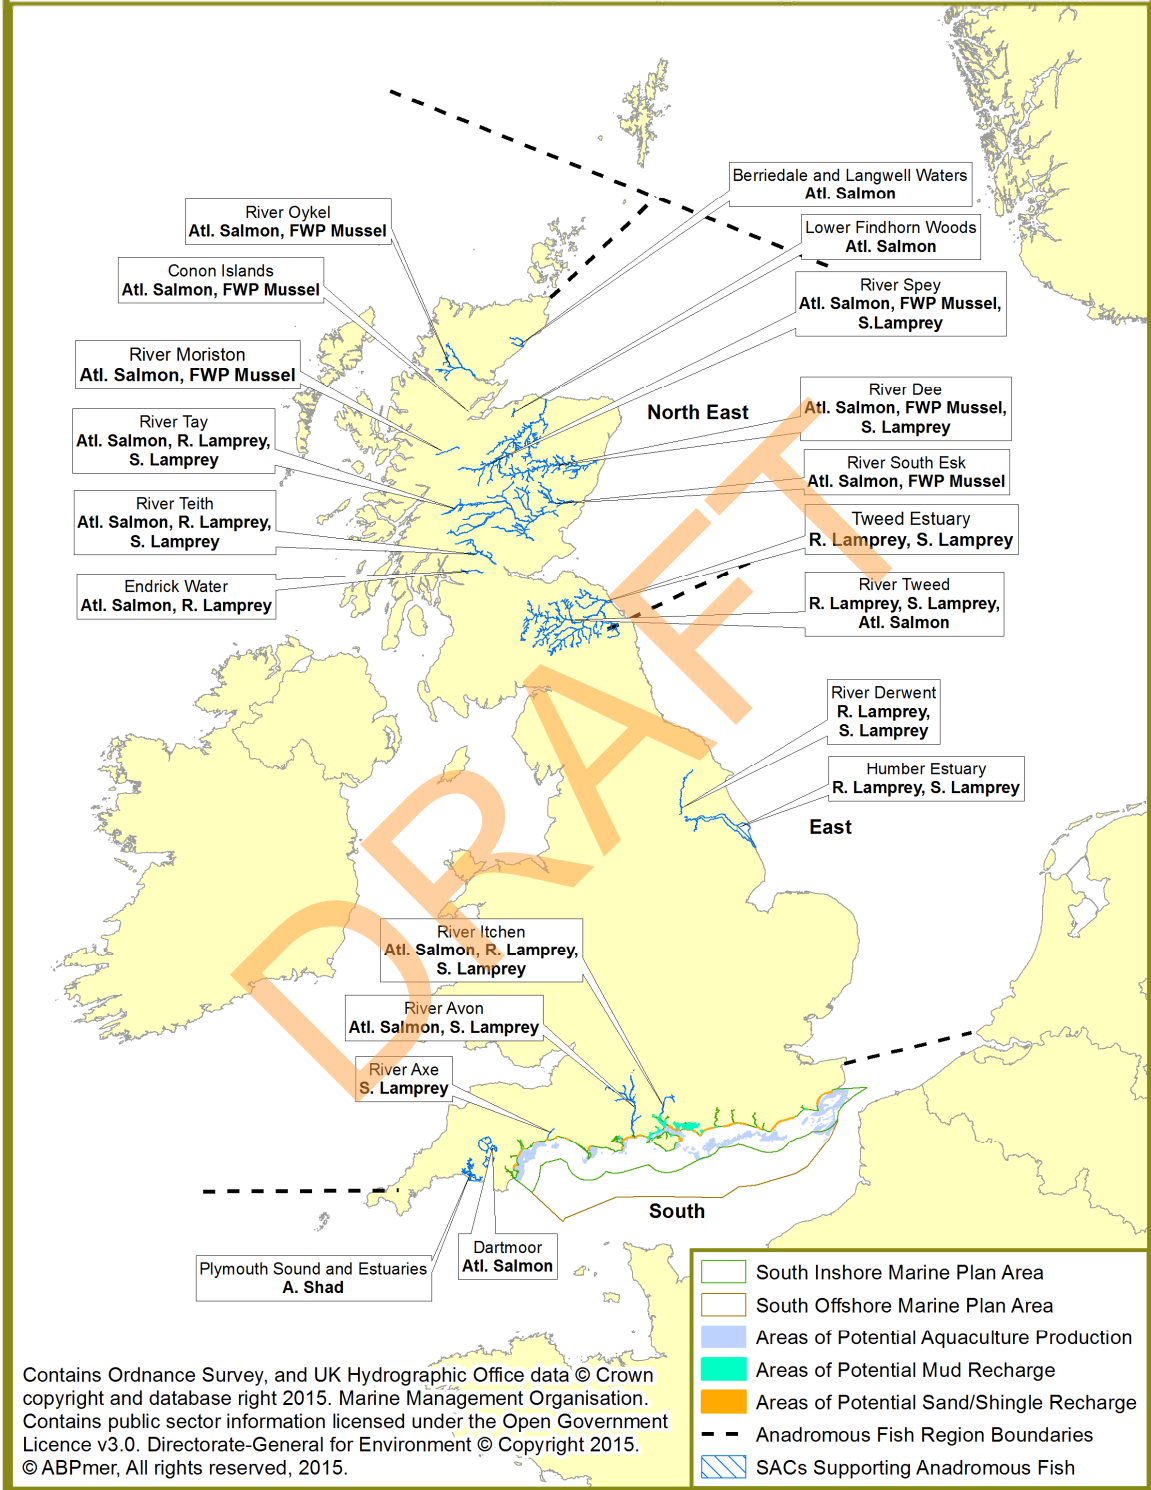 Berriedale and Langwell Waters
Atl. Salmon
River Oykel
Atl. Salmon, FWP Mussel
Lower Findhorn Woods
Atl. Salmon
Conon Islands
Atl. Salmon, FWP Mussel
River Spey
Atl. Salmon, FWP Mussel,
S.Lamprey
River Moriston
Atl. Salmon, FWP Mussel
River Dee
Atl. Salmon, FWP Mussel,
S. Lamprey
North East
River Tay
Atl. Salmon, R. Lamprey,
S. Lamprey
River South Esk
Atl. Salmon, FWP Mussel
River Teith
Atl. Salmon, R. Lamprey,
S. Lamprey
Tweed Estuary
R. Lamprey, S. Lamprey
Endrick Water
Atl. Salmon, R. Lamprey
River Tweed
R. Lamprey, S. Lamprey,
Atl. Salmon
River Derwent
R. Lamprey,
S. Lamprey
Humber Estuary
R. Lamprey, S. Lamprey
East
DRAFT
River Itchen
Atl. Salmon, R. Lamprey,
S. Lamprey
River Avon
Atl. Salmon, S. Lamprey
River Axe
S. Lamprey
South
Dartmoor
Atl. Salmon
Plymouth Sound and Estuaries
A. Shad
South Inshore Marine Plan Area
South Offshore Marine Plan Area
Areas of Potential Aquaculture Production
Areas of Potential Mud Recharge
Areas of Potential Sand/Shingle Recharge
Anadromous Fish Region Boundaries
SACs Supporting Anadromous Fish
Contains Ordnance Survey, and UK Hydrographic Office data © Crown
copyright and database right 2015. Marine Management Organisation.
Contains public sector information licensed under the Open Government
Licence v3.0. Directorate-General for Environment © Copyright 2015.
© ABPmer, All rights reserved, 2015.